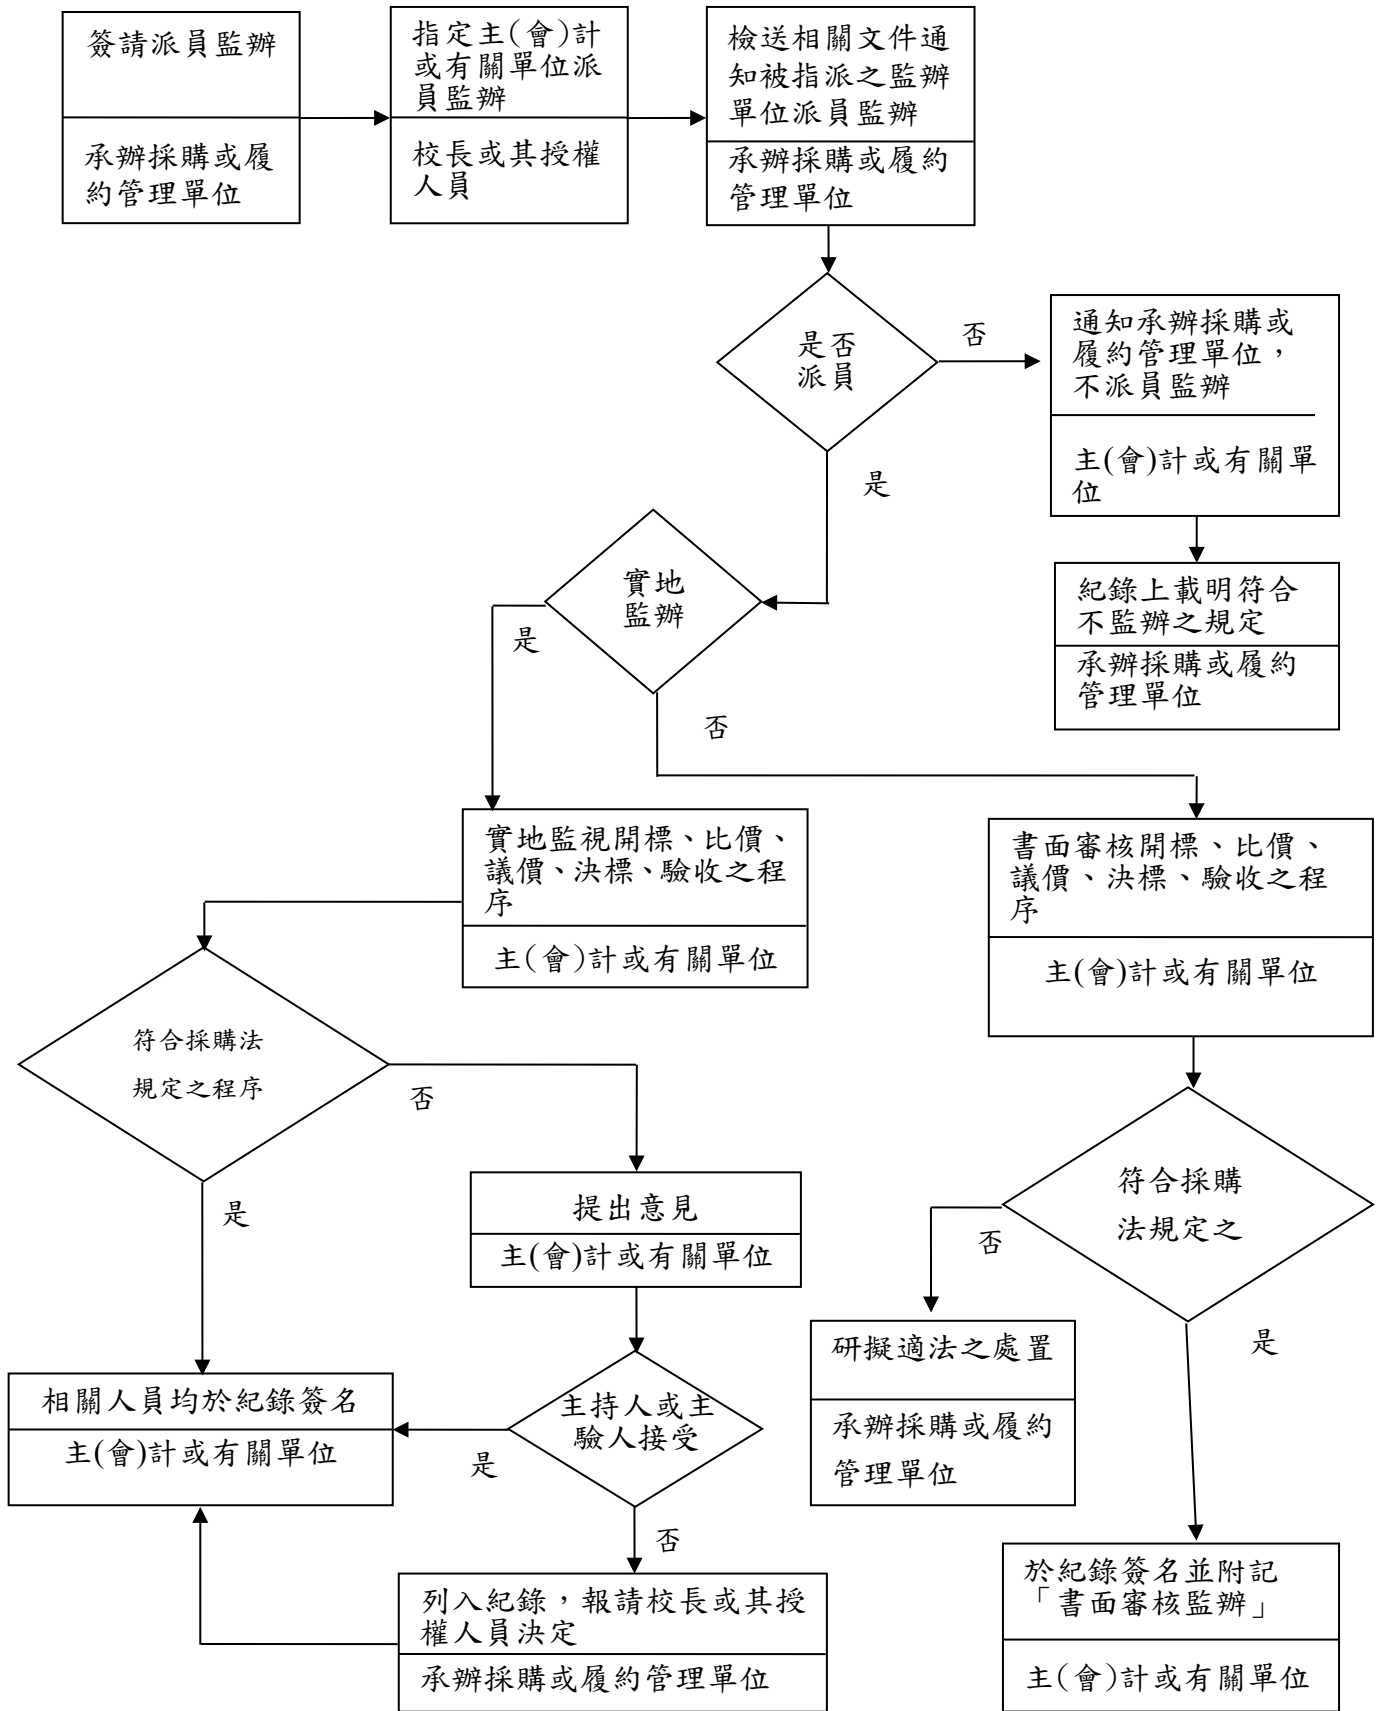 簽請派員監辦
承辦採購或履
約管理單位
指定主(會)計
或有關單位派
員監辦
校長或其授權
人員
檢送相關文件通
知被指派之監辦
單位派員監辦
承辦採購或履約
管理單位
是否
派員
否
通知承辦採購或
履約管理單位，
不派員監辦
主(會)計或有關單
位
是
紀錄上載明符合
不監辦之規定
承辦採購或履約
管理單位
實地
監辦
是
否
實地監視開標、比價、
議價、決標、驗收之程
序
主(會)計或有關單位
書面審核開標、比價、
議價、決標、驗收之程
序
主(會)計或有關單位
符合採購法
規定之程序
否
是
提出意見
主(會)計或有關單位
符合採購
法規定之
否
是
研擬適法之處置
承辦採購或履約
管理單位
相關人員均於紀錄簽名
主(會)計或有關單位
主持人或主
驗人接受
是
否
列入紀錄，報請校長或其授
權人員決定
承辦採購或履約管理單位
於紀錄簽名並附記
「書面審核監辦」
主(會)計或有關單位